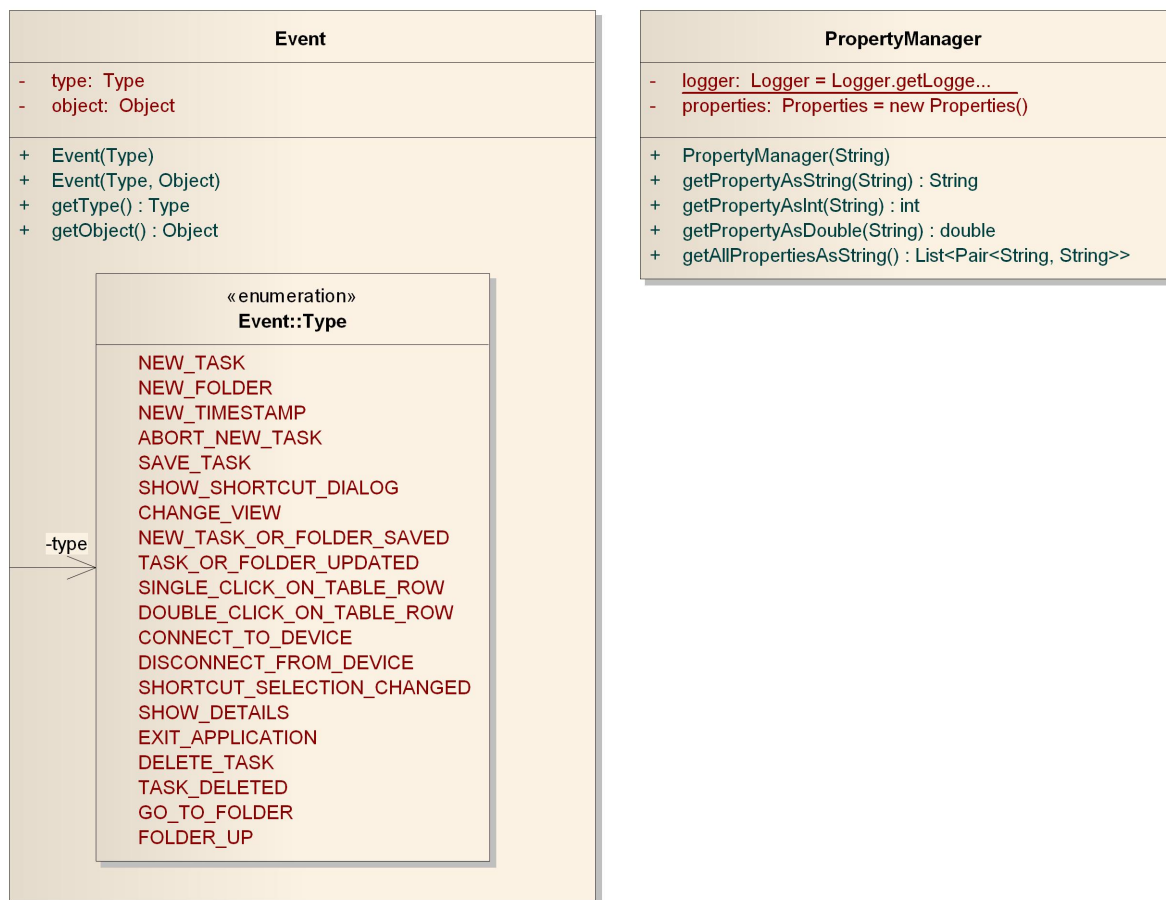 Event
- type: Type
- object: Object
+ Event(Type)
+ Event(Type, Object)
+ getType() : Type
+ getObject() : Object
«enumeration»
Event::Type
NEW_TASK
NEW_FOLDER
NEW_TIMESTAMP
ABORT_NEW_TASK
SAVE_TASK
SHOW_SHORTCUT_DIALOG
CHANGE_VIEW
NEW_TASK_OR_FOLDER_SAVED
TASK_OR_FOLDER_UPDATED
SINGLE_CLICK_ON_TABLE_ROW
DOUBLE_CLICK_ON_TABLE_ROW
CONNECT_TO_DEVICE
DISCONNECT_FROM_DEVICE
SHORTCUT_SELECTION_CHANGED
SHOW_DETAILS
EXIT_APPLICATION
DELETE_TASK
TASK_DELETED
GO_TO_FOLDER
FOLDER_UP
-type
PropertyManager
- logger: Logger = Logger.getLogge...
- properties: Properties = new Properties()
+ PropertyManager(String)
+ getPropertyAsString(String) : String
+ getPropertyAsInt(String) : int
+ getPropertyAsDouble(String) : double
+ getAllPropertiesAsString() : List<Pair<String, String>>